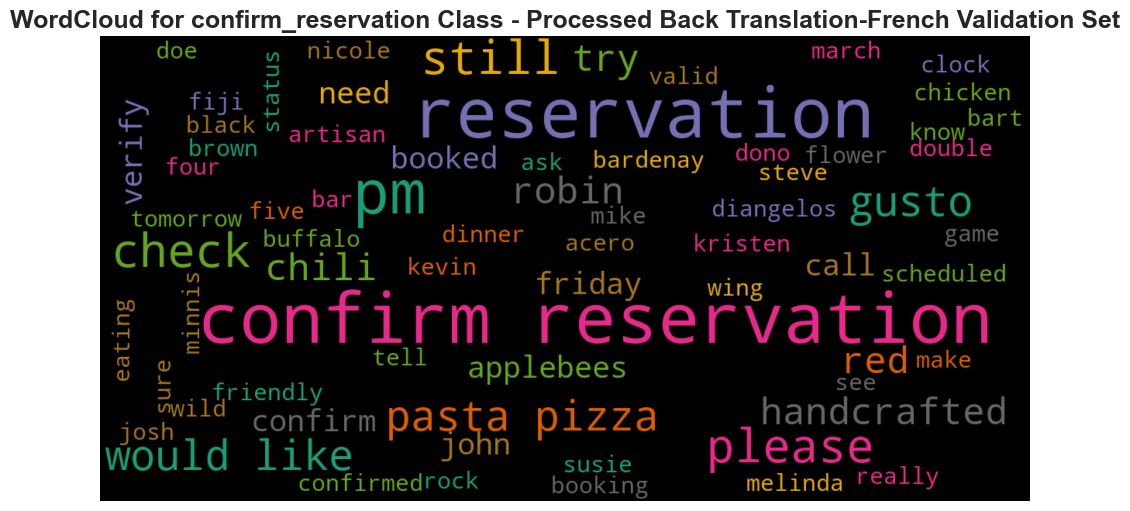 WordCloud for confirm_reservation Class - Processed Back Translation-French Validation Set
doe
nicole
still
try
march
status
valid
clock
fiji
need
reservation
chicken
verify
black
artisan
bart
know
brown
booked
ask
bardenay
dono
flower
double
four
steve
bar
pm
robin
gusto
tomorrow
five
mike
diangelos
check
buffalo
dinner
acero
kristen
game
chili
kevin
friday
call
scheduled
wing
minnis
eating
confirm reservation
tell
applebees
red
make
sure
see
friendly
wild
confirm
pasta pizza
handcrafted
josh
john
please
would like
susie
really
confirmed
rock
booking
melinda